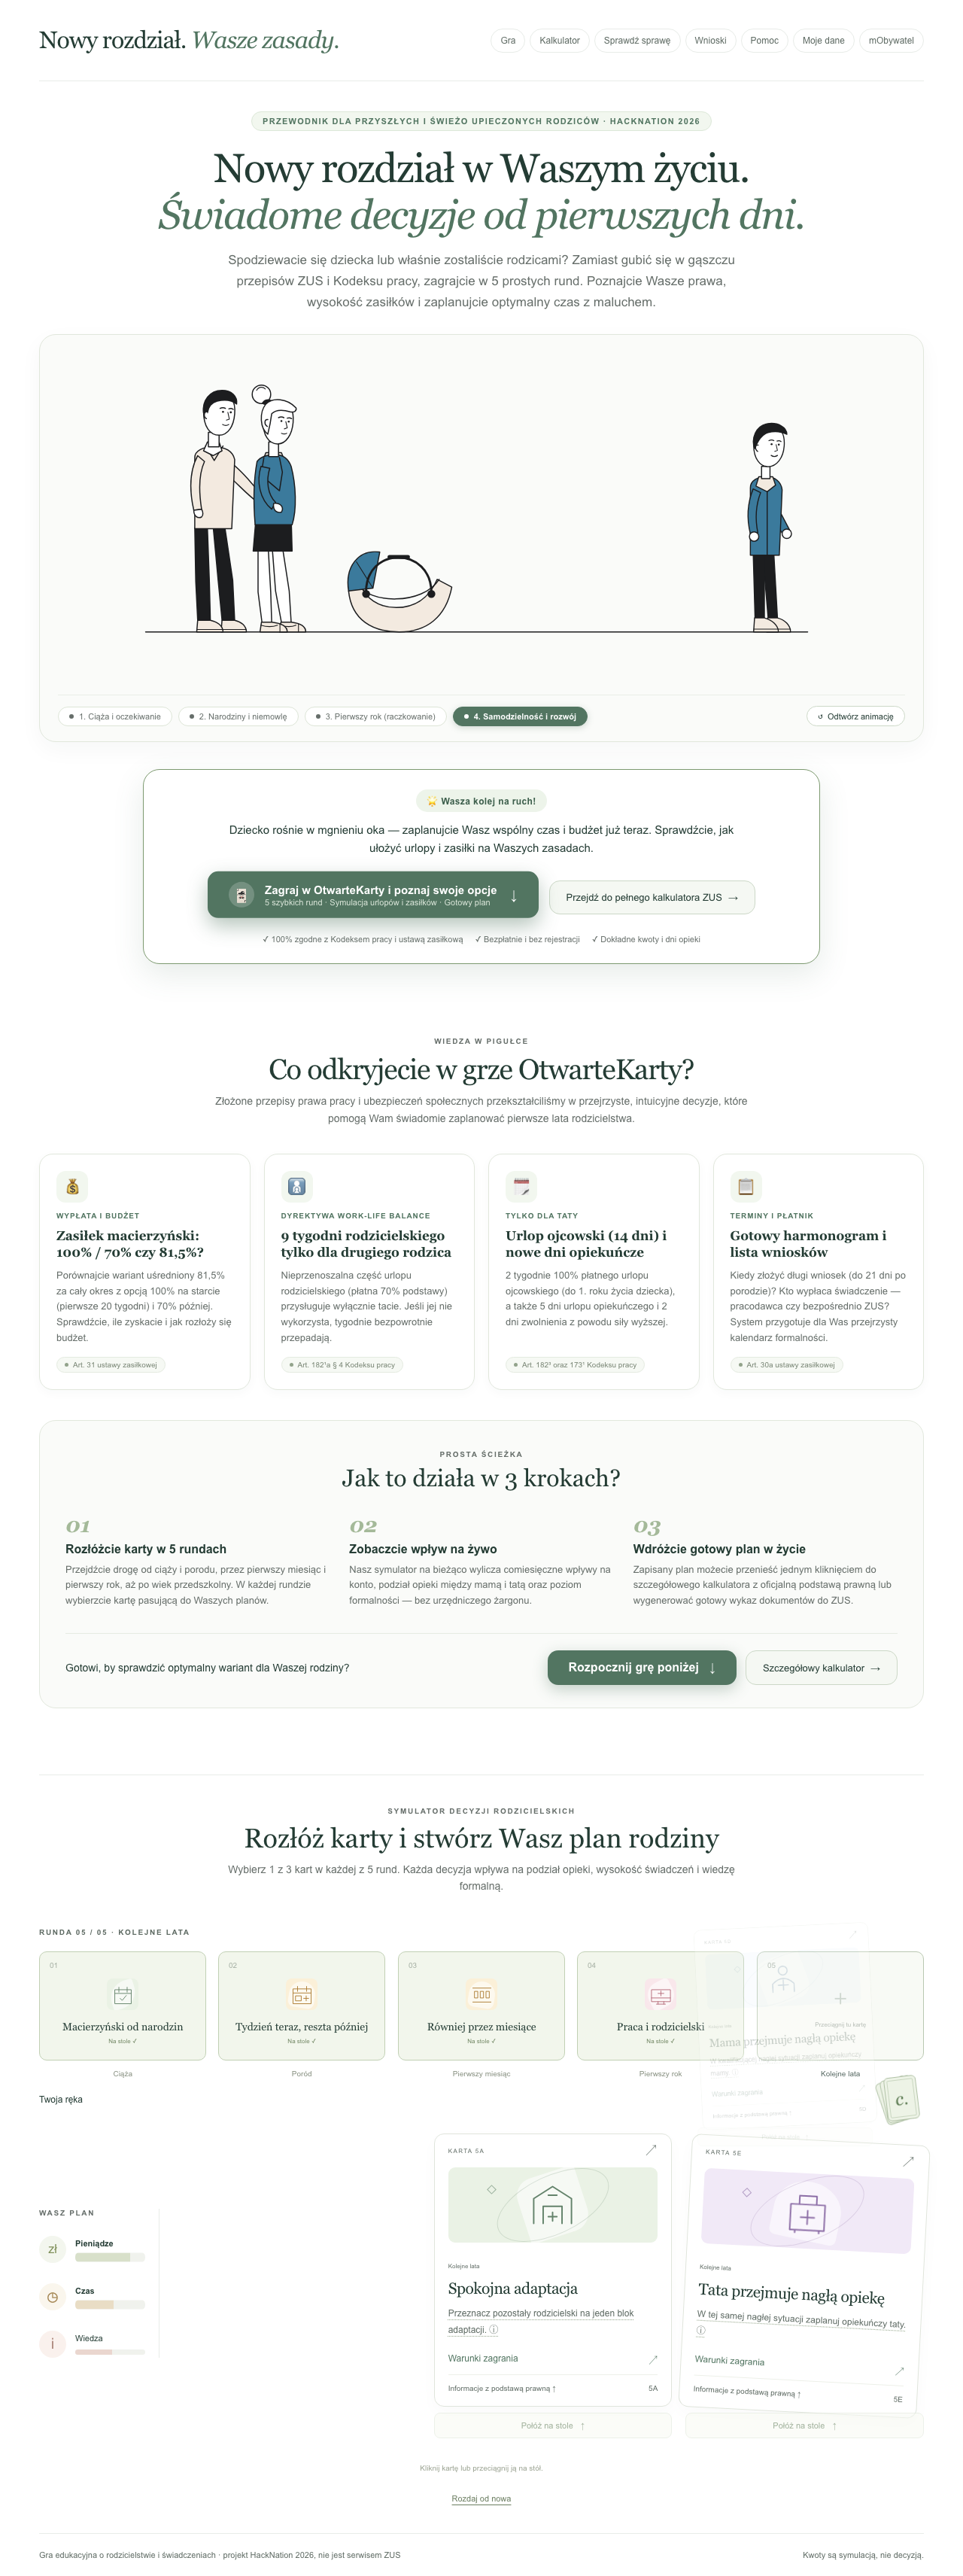 Nowy rozdział. Wasze zasady.
Gra
Kalkulator
Sprawdź sprawę
Wnioski
Pomoc
Moje dane
mObywatel
PRZEWODNIK DLA PRZYSZŁYCH I ŚWIEŻO UPIECZONYCH RODZICÓW · HACKNATION 2026
Nowy rozdział w Waszym życiu.
Świadome decyzje od pierwszych dni.
Spodziewacie się dziecka lub właśnie zostaliście rodzicami? Zamiast gubić się w gąszczu
przepisów ZUS i Kodeksu pracy, zagrajcie w 5 prostych rund. Poznajcie Wasze prawa,
wysokość zasiłków i zaplanujcie optymalny czas z maluchem.
1. Ciąża i oczekiwanie
2. Narodziny i niemowlę
3. Pierwszy rok (raczkowanie)
4. Samodzielność i rozwój
↺ Odtwórz animację
Wasza kolej na ruch!
Dziecko rośnie w mgnieniu oka — zaplanujcie Wasz wspólny czas i budżet już teraz. Sprawdźcie, jak
ułożyć urlopy i zasiłki na Waszych zasadach.
Zagraj w OtwarteKarty i poznaj swoje opcje ↓
5 szybkich rund · Symulacja urlopów i zasiłków · Gotowy plan
Przejdź do pełnego kalkulatora ZUS →
✓ 100% zgodne z Kodeksem pracy i ustawą zasiłkową
✓ Bezpłatnie i bez rejestracji
✓ Dokładne kwoty i dni opieki
WIEDZA W PIGUŁCE
Co odkryjecie w grze OtwarteKarty?
Złożone przepisy prawa pracy i ubezpieczeń społecznych przekształciliśmy w przejrzyste, intuicyjne decyzje, które
pomogą Wam świadomie zaplanować pierwsze lata rodzicielstwa.
WYPŁATA I BUDŻET
Zasiłek macierzyński:
100% / 70% czy 81,5%?
Porównajcie wariant uśredniony 81,5%
za cały okres z opcją 100% na starcie
(pierwsze 20 tygodni) i 70% później.
Sprawdźcie, ile zyskacie i jak rozłoży się
budżet.
Art. 31 ustawy zasiłkowej
DYREKTYWA WORK-LIFE BALANCE
9 tygodni rodzicielskiego
tylko dla drugiego rodzica
Nieprzenoszalna część urlopu
rodzicielskiego (płatna 70% podstawy)
przysługuje wyłącznie tacie. Jeśli jej nie
wykorzysta, tygodnie bezpowrotnie
przepadają.
Art. 182¹a § 4 Kodeksu pracy
TYLKO DLA TATY
Urlop ojcowski (14 dni) i
nowe dni opiekuńcze
2 tygodnie 100% płatnego urlopu
ojcowskiego (do 1. roku życia dziecka),
a także 5 dni urlopu opiekuńczego i 2
dni zwolnienia z powodu siły wyższej.
Art. 182³ oraz 173¹ Kodeksu pracy
TERMINY I PŁATNIK
Gotowy harmonogram i
lista wniosków
Kiedy złożyć długi wniosek (do 21 dni po
porodzie)? Kto wypłaca świadczenie —
pracodawca czy bezpośrednio ZUS?
System przygotuje dla Was przejrzysty
kalendarz formalności.
Art. 30a ustawy zasiłkowej
PROSTA ŚCIEŻKA
Jak to działa w 3 krokach?
01
Rozłóżcie karty w 5 rundach
Przejdźcie drogę od ciąży i porodu, przez pierwszy miesiąc i
pierwszy rok, aż po wiek przedszkolny. W każdej rundzie
wybierzcie kartę pasującą do Waszych planów.
02
Zobaczcie wpływ na żywo
Nasz symulator na bieżąco wylicza comiesięczne wpływy na
konto, podział opieki między mamą i tatą oraz poziom
formalności — bez urzędniczego żargonu.
03
Wdróżcie gotowy plan w życie
Zapisany plan możecie przenieść jednym kliknięciem do
szczegółowego kalkulatora z oficjalną podstawą prawną lub
wygenerować gotowy wykaz dokumentów do ZUS.
Gotowi, by sprawdzić optymalny wariant dla Waszej rodziny?
Rozpocznij grę poniżej ↓
Szczegółowy kalkulator →
SYMULATOR DECYZJI RODZICIELSKICH
Rozłóż karty i stwórz Wasz plan rodziny
Wybierz 1 z 3 kart w każdej z 5 rund. Każda decyzja wpływa na podział opieki, wysokość świadczeń i wiedzę
formalną.
RUNDA 05 / 05 · KOLEJNE LATA
01
Macierzyński od narodzin
Na stole ✓
Ciąża
02
Tydzień teraz, reszta później
Na stole ✓
Poród
03
Równiej przez miesiące
Na stole ✓
Pierwszy miesiąc
04
Praca i rodzicielski
Na stole ✓
Pierwszy rok
05
+
Przeciągnij tu kartę
Kolejne lata
Mama przejmuje nagłą opiekę
Warunki zagrania
Twoja ręka
c.
WASZ PLAN
zł
Pieniądze
Czas
i
Wiedza
KARTA 5A
Kolejne lata
Spokojna adaptacja
Przeznacz pozostały rodzicielski na jeden blok
adaptacji. ⓘ
Warunki zagrania
Informacje z podstawą prawną ↑
5A
Połóż na stole ↑
KARTA 5E
Kolejne lata
Tata przejmuje nagłą opiekę
W tej samej nagłej sytuacji zaplanuj opiekuńczy taty.
ⓘ
Warunki zagrania
Informacje z podstawą prawną ↑
5E
Połóż na stole ↑
Kliknij kartę lub przeciągnij ją na stół.
Rozdaj od nowa
Gra edukacyjna o rodzicielstwie i świadczeniach · projekt HackNation 2026, nie jest serwisem ZUS
Kwoty są symulacją, nie decyzją.